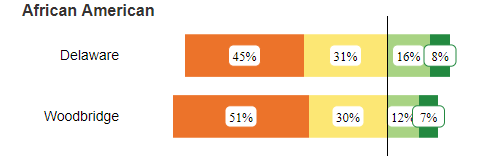 African American
Delaware 45% 31% 16% 8%
Woodbridge 51% 30% 12% 7%